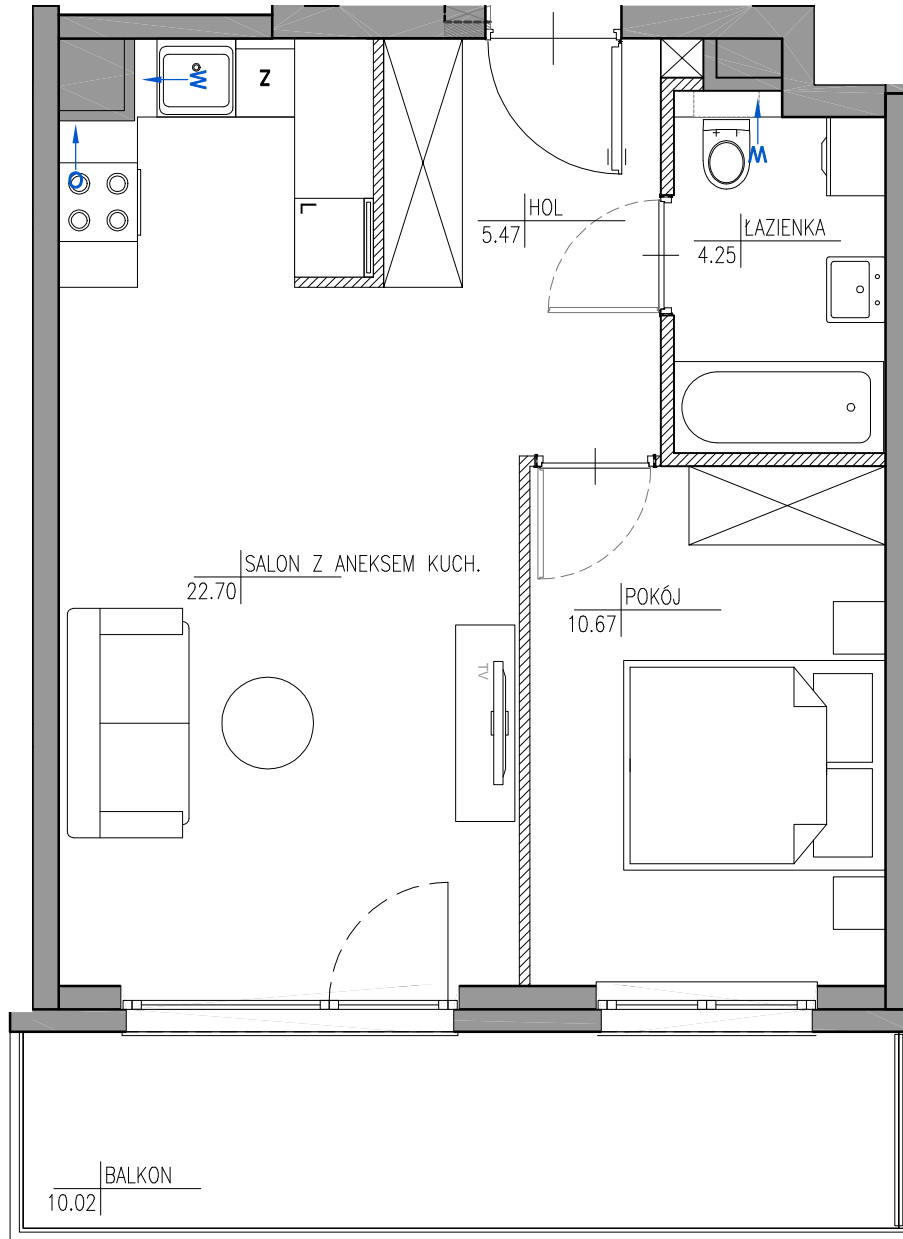 W
Z
O
W
HOL
5.47
ŁAZIENKA
4.25
SALON Z ANEKSEM KUCH.
22.70
POKÓJ
10.67
TV
BALKON
10.02